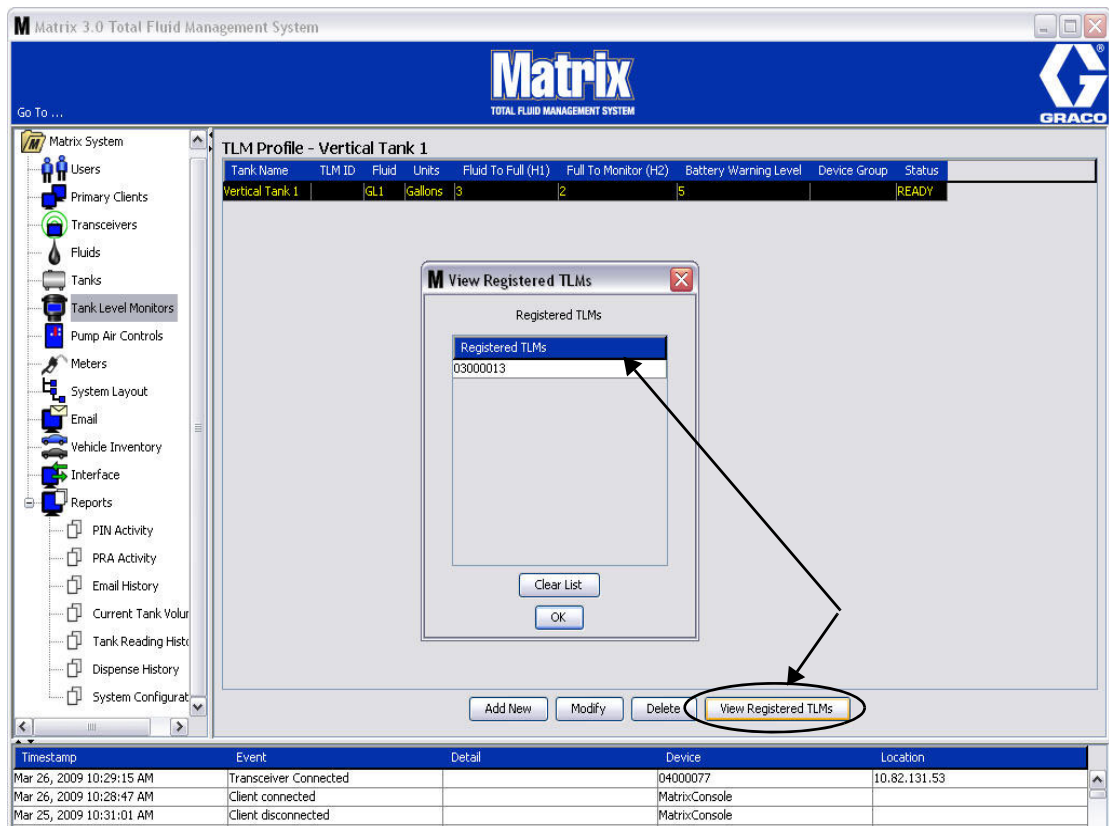 Matrix 3.0 Total Fluid Management System
Matrix
TOTAL FLUID MANAGEMENT SYSTEM
Go To ...
GRACO
Matrix System
Users
Primary Clients
Transceivers
Fluids
Tanks
Tank Level Monitors
Pump Air Controls
Meters
System Layout
Email
Vehicle Inventory
Interface
Reports
PIN Activity
PRA Activity
Email History
Current Tank Volur
Tank Reading Histo
Dispense History
System Configurat
TLM Profile - Vertical Tank 1
Tank Name TLM ID Fluid Units Fluid To Full (H1) Full To Monitor (H2) Battery Warning Level Device Group Status
Vertical Tank 1 GL1 Gallons 3 2 5 READY
View Registered TLMs
Registered TLMs
Registered TLMs
03000013
Clear List
OK
Add New Modify Delete View Registered TLMs
Timestamp Event Detail Device Location
Mar 26, 2009 10:29:15 AM Transceiver Connected 04000077 10.82.131.53
Mar 26, 2009 10:28:47 AM Client connected MatrixConsole
Mar 25, 2009 10:31:01 AM Client disconnected MatrixConsole